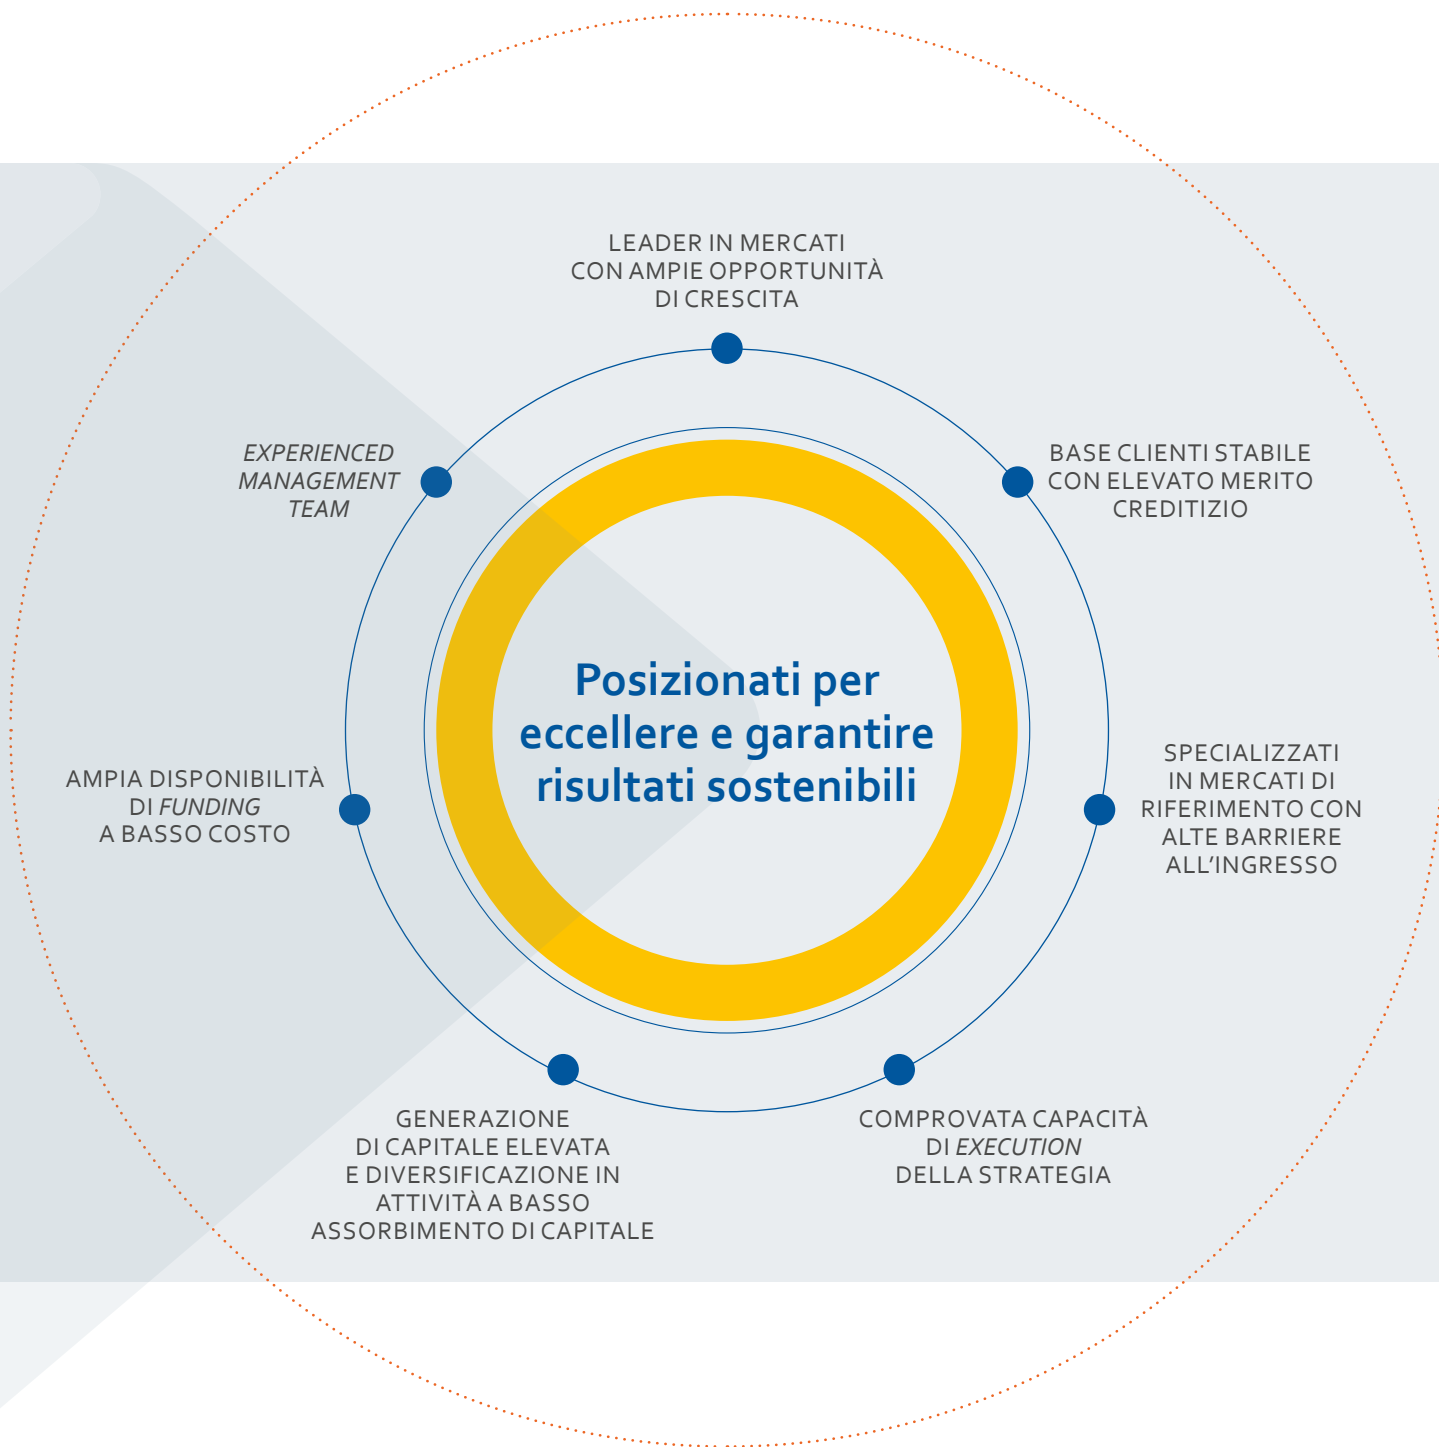 LEADER IN MERCATI
CON AMPIE OPPORTUNITÀ
DI CRESCITA
BASE CLIENTI STABILE
CON ELEVATO MERITO
CREDITIZIO
SPECIALIZZATI
IN MERCATI DI
RIFERIMENTO CON
ALTE BARRIERE
ALL'INGRESSO
COMPROVATA CAPACITÀ
DI EXECUTION
DELLA STRATEGIA
GENERAZIONE
DI CAPITALE ELEVATA
E DIVERSIFICAZIONE IN
ATTIVITÀ A BASSO
ASSORBIMENTO DI CAPITALE
AMPIA DISPONIBILITÀ
DI FUNDING
A BASSO COSTO
EXPERIENCED
MANAGEMENT
TEAM
Posizionati per
eccellere e garantire
risultati sostenibili